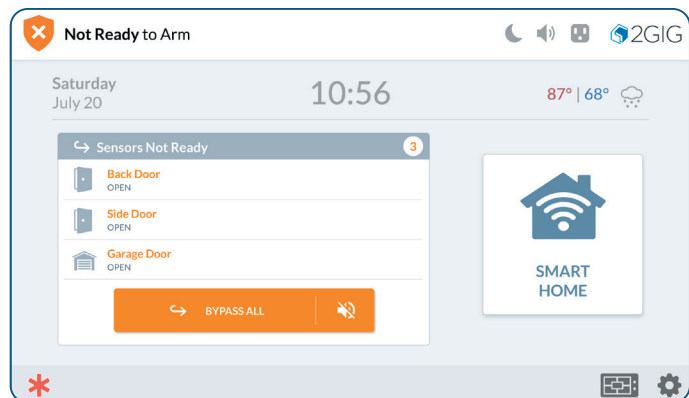 Not Ready to Arm
2GIG
Saturday
July 20
10:56
87° | 68°
Sensors Not Ready
3
Back Door
OPEN
Side Door
OPEN
Garage Door
OPEN
BYPASS ALL
SMART
HOME